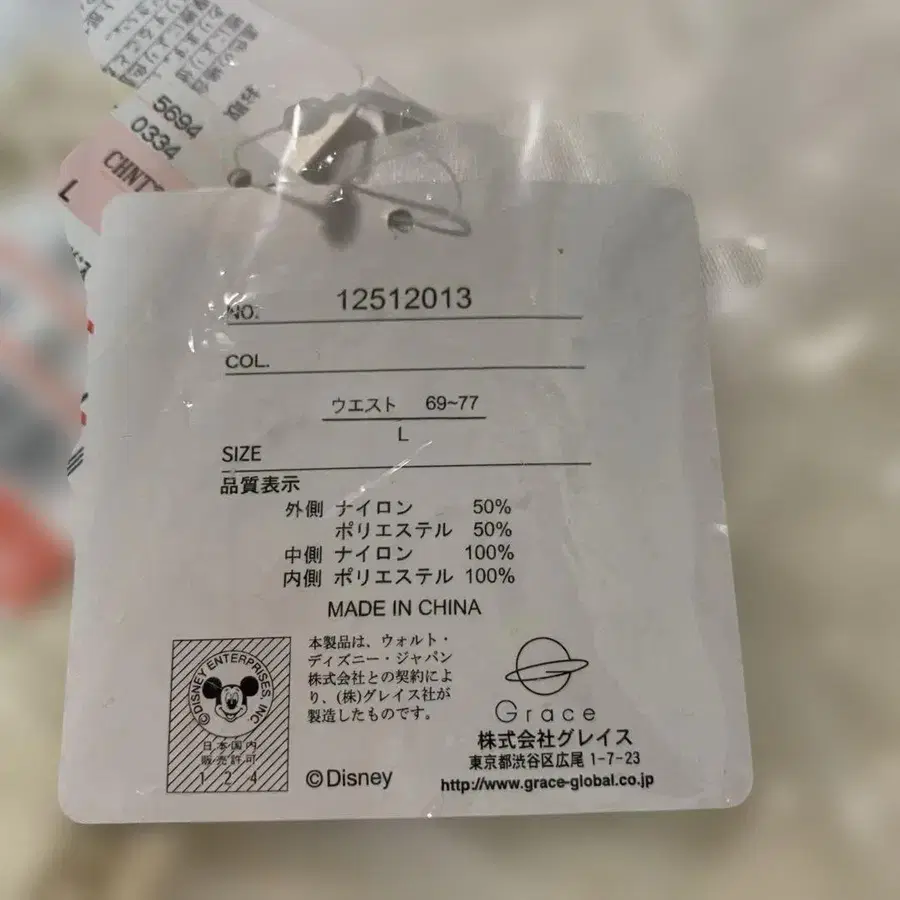 5694
0334
L
NO. 12512013
COL.
ウエスト 69~77
L
SIZE
品質表示
外側 ナイロン 50%
ポリエステル 50%
中側 ナイロン 100%
内側 ポリエステル 100%
MADE IN CHINA
©DISNEY ENTERPRISES, INC
日本国内
販売許可
1 2 4
本製品は、ウォルト・
ディズニー・ジャパン
株式会社との契約によ
り、(株)グレイス社が
製造したものです。
©Disney
Grace
株式会社グレイス
東京都渋谷区広尾 1-7-23
http://www.grace-global.co.jp